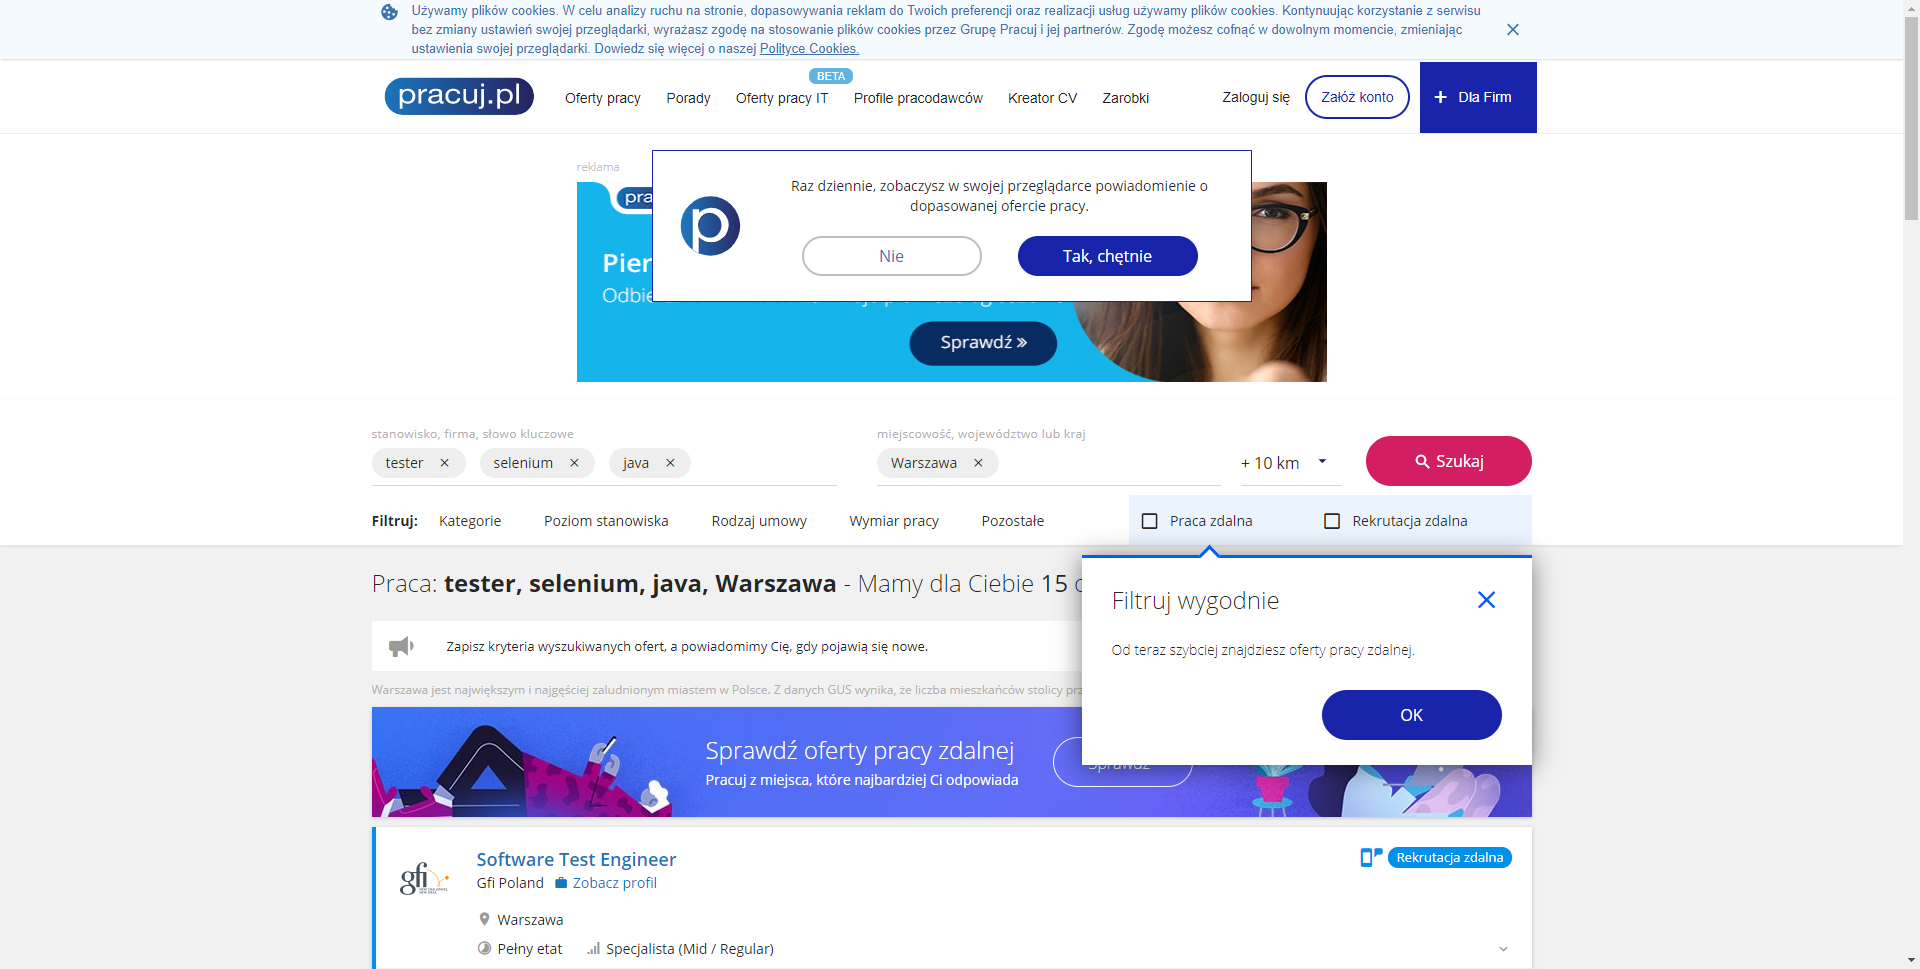 Używamy plików cookies. W celu analizy ruchu na stronie, dopasowywania reklam do Twoich preferencji oraz realizacji usług używamy plików cookies. Kontynuując korzystanie z serwisu
bez zmiany ustawień swojej przeglądarki, wyrażasz zgodę na stosowanie plików cookies przez Grupę Pracuj i jej partnerów. Zgodę możesz cofnąć w dowolnym momencie, zmieniając
ustawienia swojej przeglądarki. Dowiedz się więcej o naszej Polityce Cookies.
BETA
pracuj.pl
Oferty pracy
Porady
Oferty pracy IT
Profile pracodawców
Kreator CV
Zarobki
Zaloguj się
Załóż konto
+ Dla Firm
reklama
Raz dziennie, zobaczysz w swojej przeglądarce powiadomienie o
dopasowanej ofercie pracy.
Nie
Tak, chętnie
Sprawdź »
stanowisko, firma, słowo kluczowe
miejscowość, województwo lub kraj
tester ×
selenium ×
java ×
Warszawa ×
+ 10 km
Szukaj
Filtruj:
Kategorie
Poziom stanowiska
Rodzaj umowy
Wymiar pracy
Pozostałe
Praca zdalna
Rekrutacja zdalna
Praca: tester, selenium, java, Warszawa - Mamy dla Ciebie 15
Filtruj wygodnie
Od teraz szybciej znajdziesz oferty pracy zdalnej.
OK
Zapisz kryteria wyszukiwanych ofert, a powiadomimy Cię, gdy pojawią się nowe.
Warszawa jest największym i najgęściej zaludnionym miastem w Polsce. Z danych GUS wynika, że liczba mieszkańców stolicy
Sprawdź oferty pracy zdalnej
Pracuj z miejsca, które najbardziej Ci odpowiada
Sprawdź
gfi
Software Test Engineer
Rekrutacja zdalna
Gfi Poland
Zobacz profil
Warszawa
Pełny etat
Specjalista (Mid / Regular)